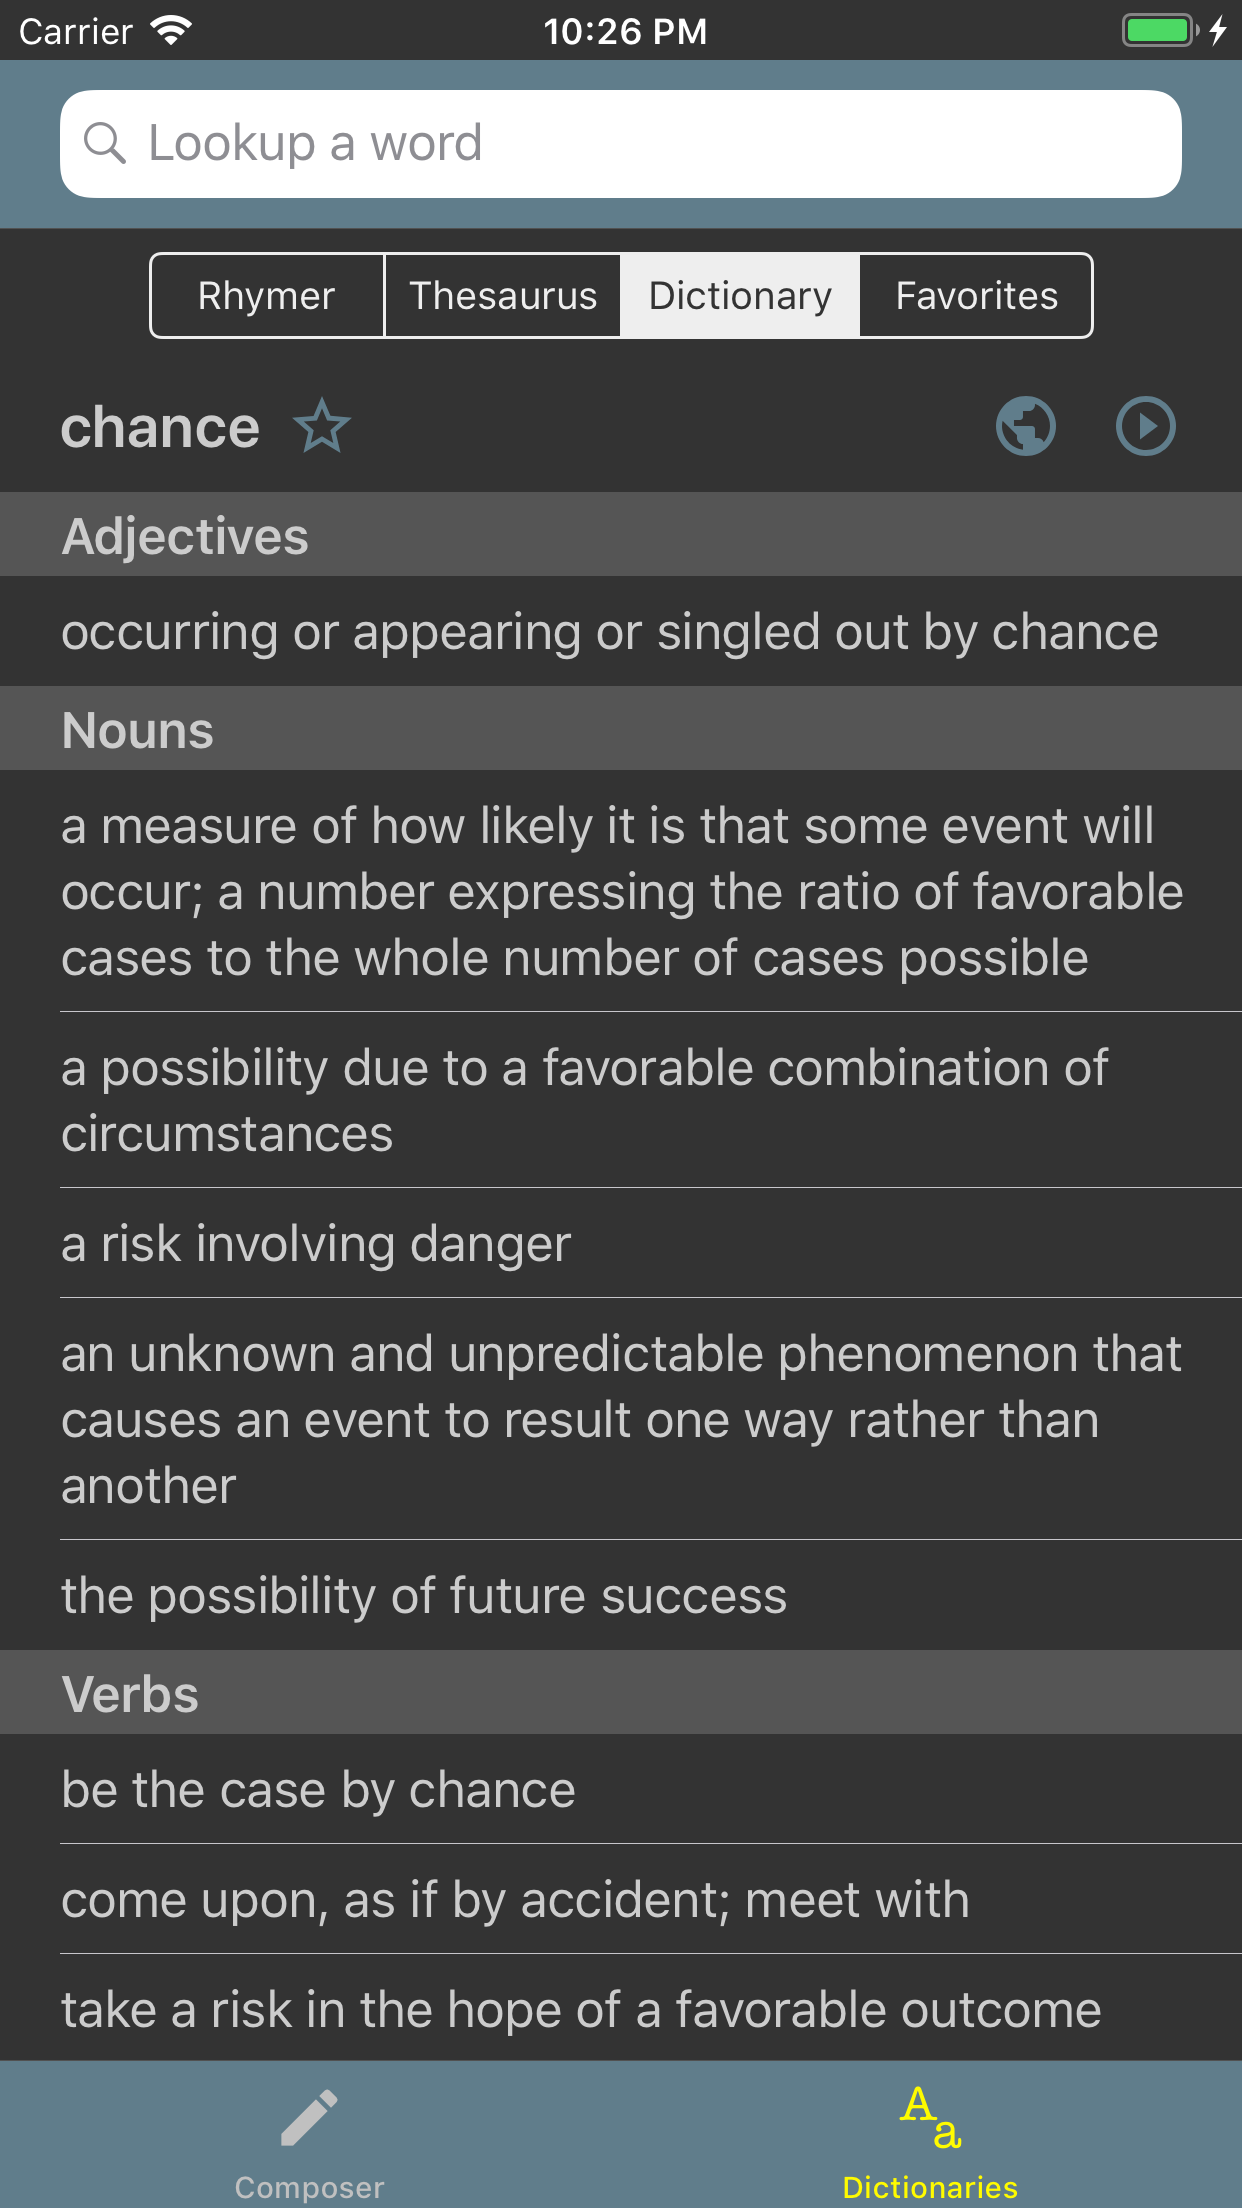 Carrier 10:26 PM
Lookup a word
Rhymer Thesaurus Dictionary Favorites
chance
Adjectives
occurring or appearing or singled out by chance
Nouns
a measure of how likely it is that some event will
occur; a number expressing the ratio of favorable
cases to the whole number of cases possible
a possibility due to a favorable combination of
circumstances
a risk involving danger
an unknown and unpredictable phenomenon that
causes an event to result one way rather than
another
the possibility of future success
Verbs
be the case by chance
come upon, as if by accident; meet with
take a risk in the hope of a favorable outcome
Aa
Composer Dictionaries